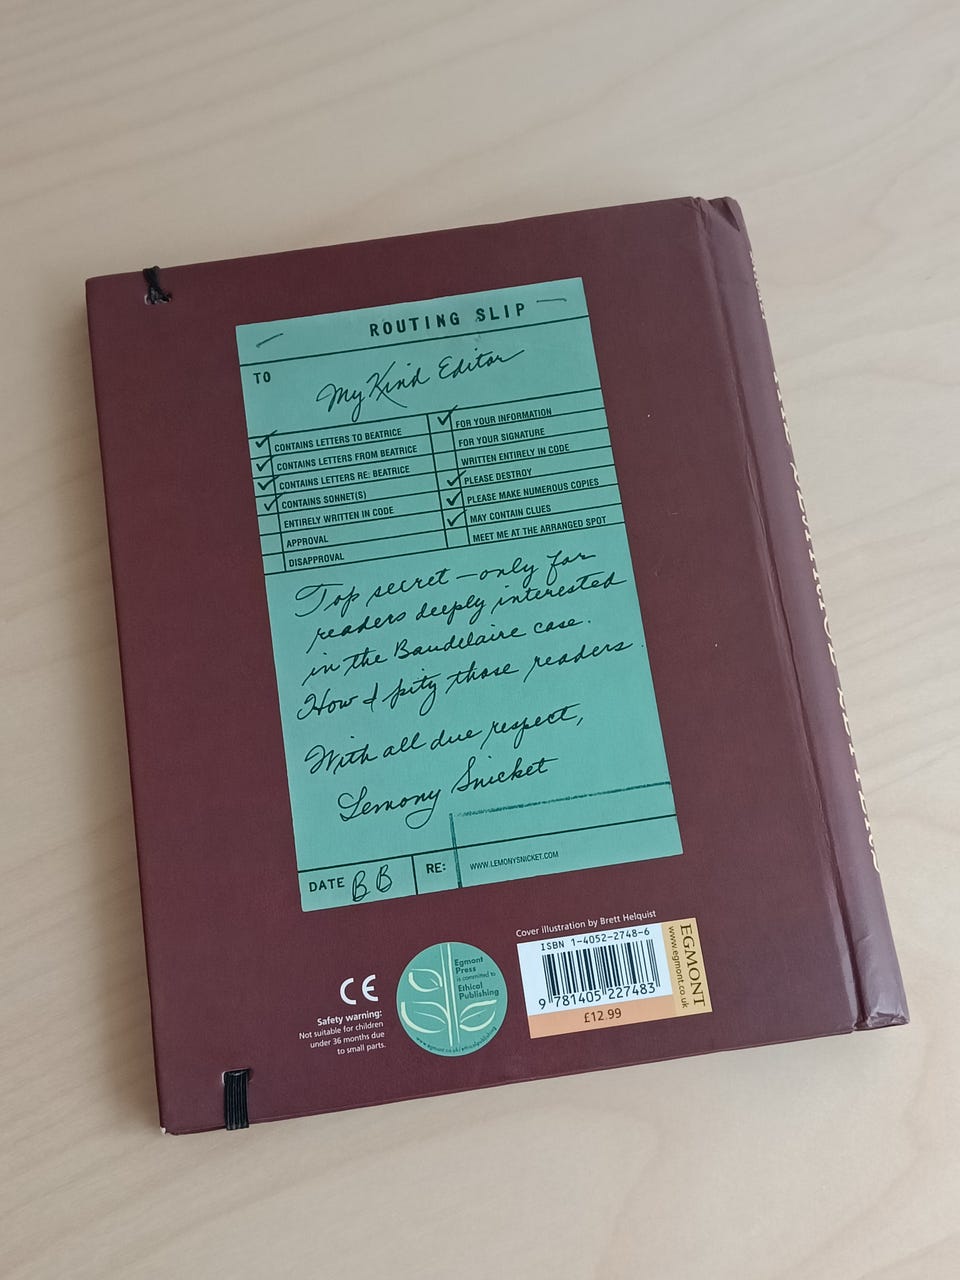 ROUTING SLIP
TO
My Kind Editor
✓ CONTAINS LETTERS TO BEATRICE
✓ CONTAINS LETTERS FROM BEATRICE
✓ CONTAINS LETTERS RE: BEATRICE
✓ CONTAINS SONNET(S)
ENTIRELY WRITTEN IN CODE
APPROVAL
DISAPPROVAL
✓ FOR YOUR INFORMATION
FOR YOUR SIGNATURE
WRITTEN ENTIRELY IN CODE
✓ PLEASE DESTROY
✓ PLEASE MAKE NUMEROUS COPIES
✓ MAY CONTAIN CLUES
MEET ME AT THE ARRANGED SPOT
Top secret — only for
readers deeply interested
in the Baudelaire case.
How I pity those readers
With all due respect,
Lemony Snicket
DATE BB
RE:
WWW.LEMONYSNICKET.COM
CE
Safety warning:
Not suitable for children
under 36 months due
to small parts.
Egmont
Press
is committed to
Ethical
Publishing
www.egmont.co.uk/ethicalpublishing
Cover illustration by Brett Helquist
ISBN 1-4052-2748-6
9 781405 227483
£12.99
EGMONT
www.egmont.co.uk